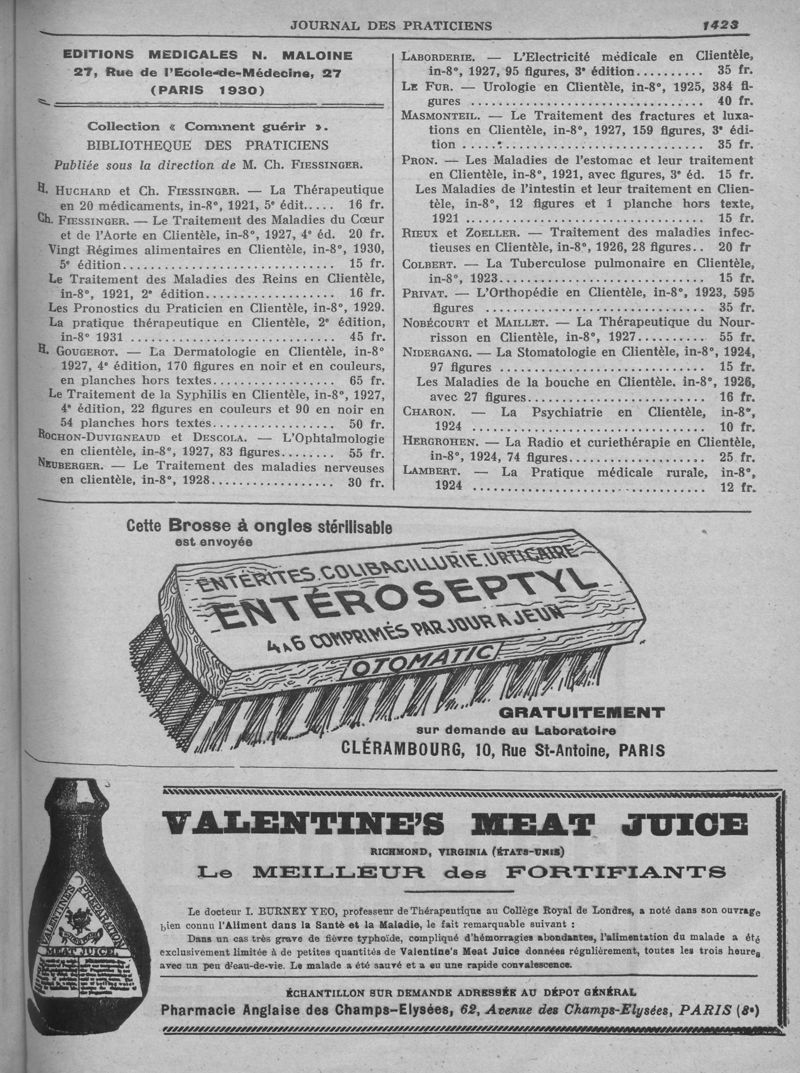 JOURNAL DES PRATICIENS 1423
EDITIONS MEDICALES N. MALOINE
27, Rue de l'Ecole-de-Médecine, 27
(PARIS 1930)
Collection « Comment guérir ».
BIBLIOTHEQUE DES PRATICIENS
Publiée sous la direction de M. Ch. FIESSINGER.
H. HUCHARD et Ch. FIESSINGER. — La Thérapeutique
en 20 médicaments, in-8°, 1921, 5e édit..... 16 fr.
Ch. FIESSINGER. — Le Traitement des Maladies du Cœur
et de l'Aorte en Clientèle, in-8°, 1927, 4e éd. 20 fr.
Vingt Régimes alimentaires en Clientèle, in-8°, 1930,
5e édition.............................. 15 fr.
Le Traitement des Maladies des Reins en Clientèle,
in-8°, 1921, 2e édition................... 16 fr.
Les Pronostics du Praticien en Clientèle, in-8°, 1929.
La pratique thérapeutique en Clientèle, 2e édition,
in-8° 1931 ............................. 45 fr.
H. GOUGEROT. — La Dermatologie en Clientèle, in-8°
1927, 4e édition, 170 figures en noir et en couleurs,
en planches hors textes.................. 65 fr.
Le Traitement de la Syphilis en Clientèle, in-8°, 1927,
4e édition, 22 figures en couleurs et 90 en noir en
54 planches hors textes.................. 50 fr.
ROCHON-DUVIGNEAUD et DESCOLA. — L'Ophtalmologie
en clientèle, in-8°, 1927, 83 figures........ 55 fr.
NEUBERGER. — Le Traitement des maladies nerveuses
en clientèle, in-8°, 1928.................. 30 fr.
LABORDERIE. — L'Electricité médicale en Clientèle,
in-8°, 1927, 95 figures, 3e édition.......... 35 fr.
LE FUR. — Urologie en Clientèle, in-8°, 1925, 384 fi-
gures .................................. 40 fr.
MASMONTEIL. — Le Traitement des fractures et luxa-
tions en Clientèle, in-8°, 1927, 159 figures, 3e édi-
tion ................................... 35 fr.
PRON. — Les Maladies de l'estomac et leur traitement
en Clientèle, in-8°, 1921, avec figures, 3e éd. 15 fr.
Les Maladies de l'intestin et leur traitement en Clien-
tèle, in-8°, 12 figures et 1 planche hors texte,
1921 .................................. 15 fr.
RIEUX et ZOELLER. — Traitement des maladies infec-
tieuses en Clientèle, in-8°, 1926, 28 figures.. 20 fr
COLBERT. — La Tuberculose pulmonaire en Clientèle,
in-8°, 1923.............................. 15 fr.
PRIVAT. — L'Orthopédie en Clientèle, in-8°, 1923, 595
figures ................................ 35 fr.
NOBÉCOURT et MAILLET. — La Thérapeutique du Nour-
risson en Clientèle, in-8°, 1927............ 55 fr.
NIDERGANG. — La Stomatologie en Clientèle, in-8°, 1924,
97 figures .............................. 15 fr.
Les Maladies de la bouche en Clientèle. in-8°, 1926,
avec 27 figures.......................... 16 fr.
CHARON. — La Psychiatrie en Clientèle, in-8°,
1924 .................................. 10 fr.
HERGROHEN. — La Radio et curiethérapie en Clientèle,
in-8°, 1924, 74 figures.................... 25 fr.
LAMBERT. — La Pratique médicale rurale, in-8°,
1924 .................................. 12 fr.
Cette Brosse à ongles stérilisable
est envoyée
ENTÉRITES. COLIBACILLURIE. URTICAIRE
ENTÉROSEPTYL
4 A 6 COMPRIMÉS PAR JOUR A JEUN
OTOMATIC
GRATUITEMENT
sur demande au Laboratoire
CLÉRAMBOURG, 10, Rue St-Antoine, PARIS
VALENTINE'S PREPARATION
MEAT JUICE.
VALENTINE'S MEAT JUICE
RICHMOND, VIRGINIA (ÉTATS-UNIS)
Le MEILLEUR des FORTIFIANTS
Le docteur I. BURNEY YEO, professeur de Thérapeutique au Collège Royal de Londres, a noté dans son ouvrage
bien connu l'Aliment dans la Santé et la Maladie, le fait remarquable suivant :
Dans un cas très grave de fièvre typhoïde, compliqué d'hémorragies abondantes, l'alimentation du malade a été
exclusivement limitée à de petites quantités de Valentine's Meat Juice données régulièrement, toutes les trois heures
avec un peu d'eau-de-vie. Le malade a été sauvé et a eu une rapide convalescence.
ÉCHANTILLON SUR DEMANDE ADRESSÉE AU DÉPOT GÉNÉRAL
Pharmacie Anglaise des Champs-Elysées, 62, Avenue des Champs-Elysées, PARIS (8e)